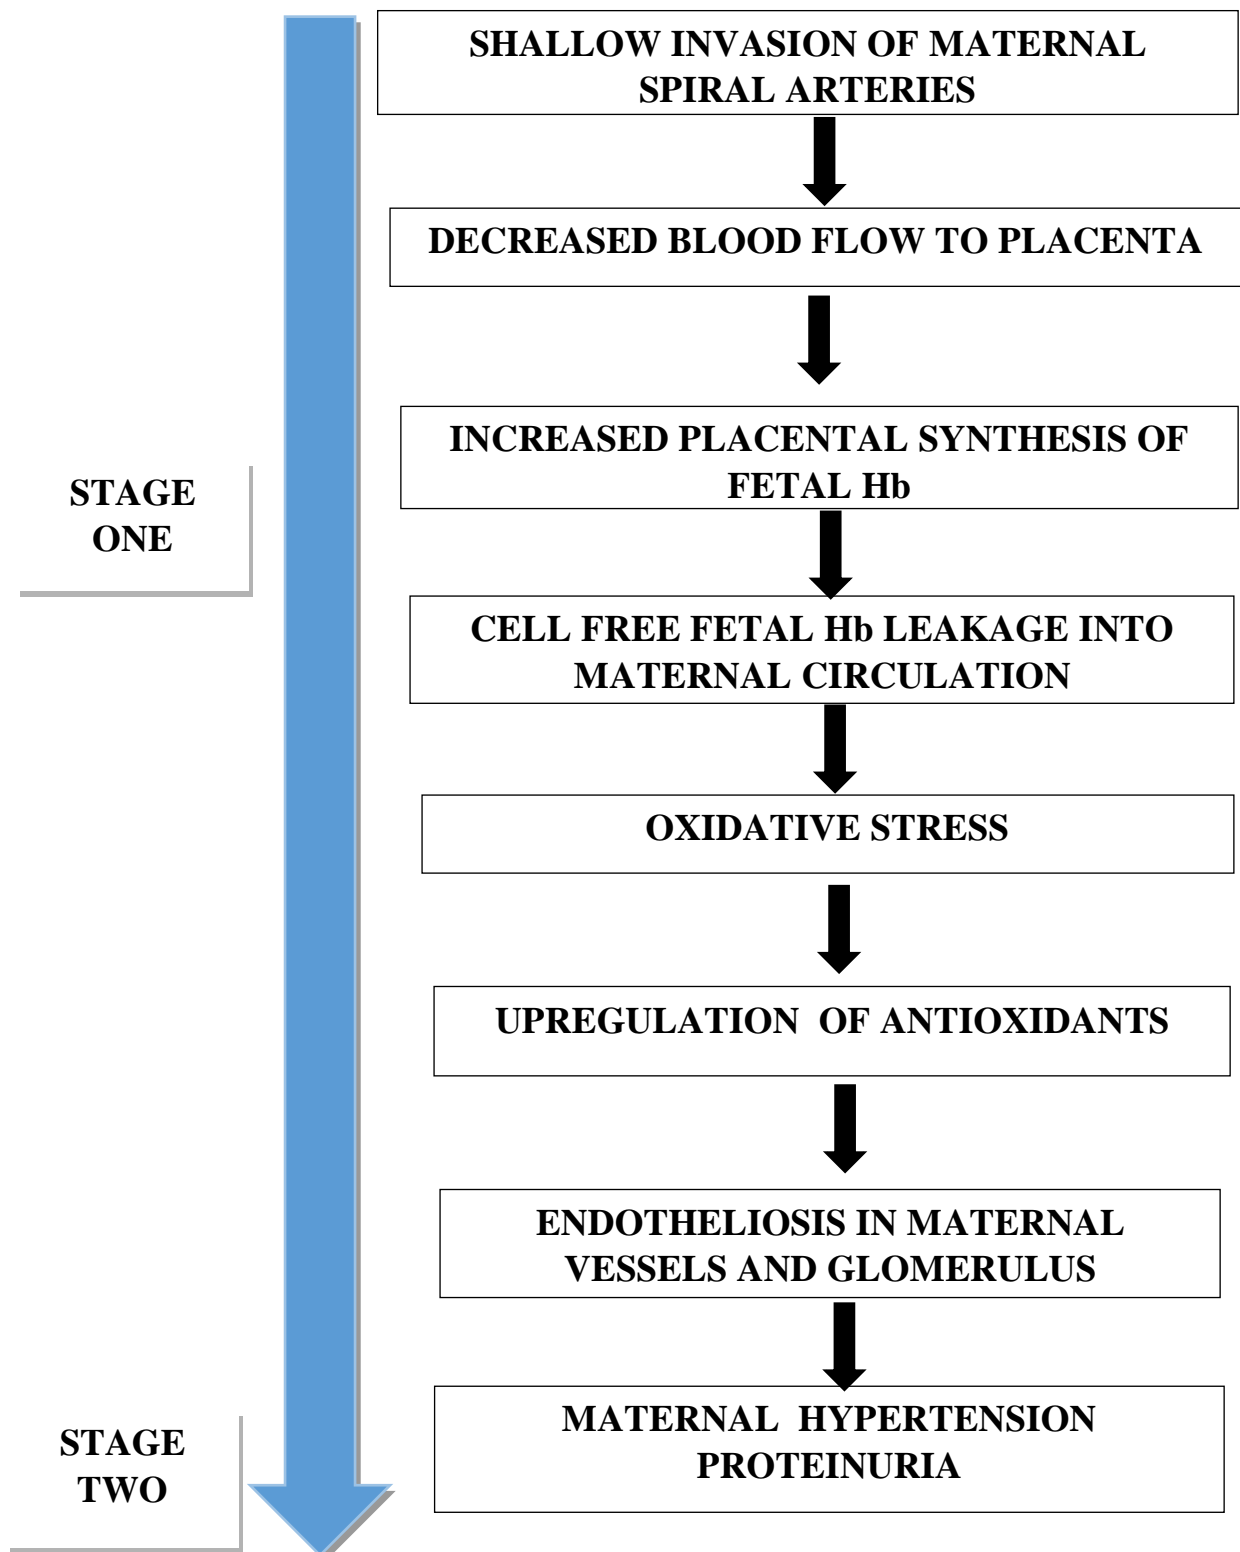 SHALLOW INVASION OF MATERNAL
SPIRAL ARTERIES
DECREASED BLOOD FLOW TO PLACENTA
INCREASED PLACENTAL SYNTHESIS OF
FETAL Hb
STAGE
ONE
CELL FREE FETAL Hb LEAKAGE INTO
MATERNAL CIRCULATION
OXIDATIVE STRESS
UPREGULATION OF ANTIOXIDANTS
ENDOTHELIOSIS IN MATERNAL
VESSELS AND GLOMERULUS
MATERNAL HYPERTENSION
PROTEINURIA
STAGE
TWO